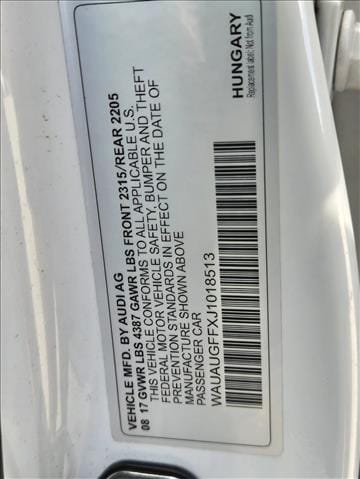 VEHICLE MFD. BY AUDI AG
08 17 GVWR LBS 4387 GAWR LBS FRONT 2315/REAR 2205
THIS VEHICLE CONFORMS TO ALL APPLICABLE U.S.
FEDERAL MOTOR VEHICLE SAFETY, BUMPER AND THEFT
PREVENTION STANDARDS IN EFFECT ON THE DATE OF
MANUFACTURE SHOWN ABOVE
PASSENGER CAR
WAUAUGFFXJ1018513
HUNGARY
Replacement label: Not from Audi